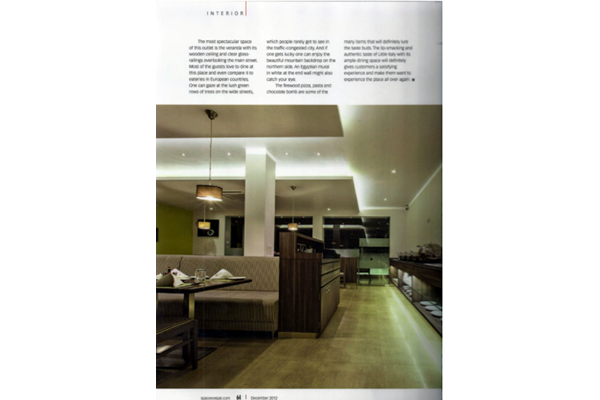 INTERIOR
The most spectacular space
of this outlet is the veranda with its
wooden ceiling and clear glass
railings overlooking the main street.
Most of the guests love to dine at
this place and even compare it to
eateries in European countries.
One can gaze at the lush green
rows of trees on the wide streets,
which people rarely get to see in
the traffic-congested city. And if
one gets lucky one can enjoy the
beautiful mountain backdrop on the
northern side. An Egyptian mural
in white at the end wall might also
catch your eye.
The firewood pizza, pasta and
chocolate bomb are some of the
many items that will definitely lure
the taste buds. The lip-smacking and
authentic taste of Little Italy with its
ample dining space will definitely
gives customers a satisfying
experience and make them want to
experience the place all over again.
spacesnepal.com
December 2012